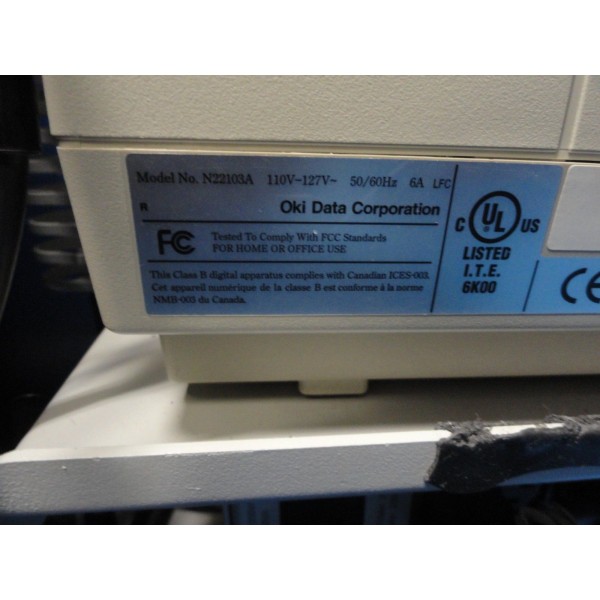 Model No. N22103A 110V~127V~ 50/60Hz 6A LFC
R Oki Data Corporation
FC Tested To Comply With FCC Standards
FOR HOME OR OFFICE USE
This Class B digital apparatus complies with Canadian ICES-003.
Cet appareil numérique de la classe B est conforme à la norme
NMB-003 du Canada.
C UL US
LISTED
I.T.E.
6K00
CE